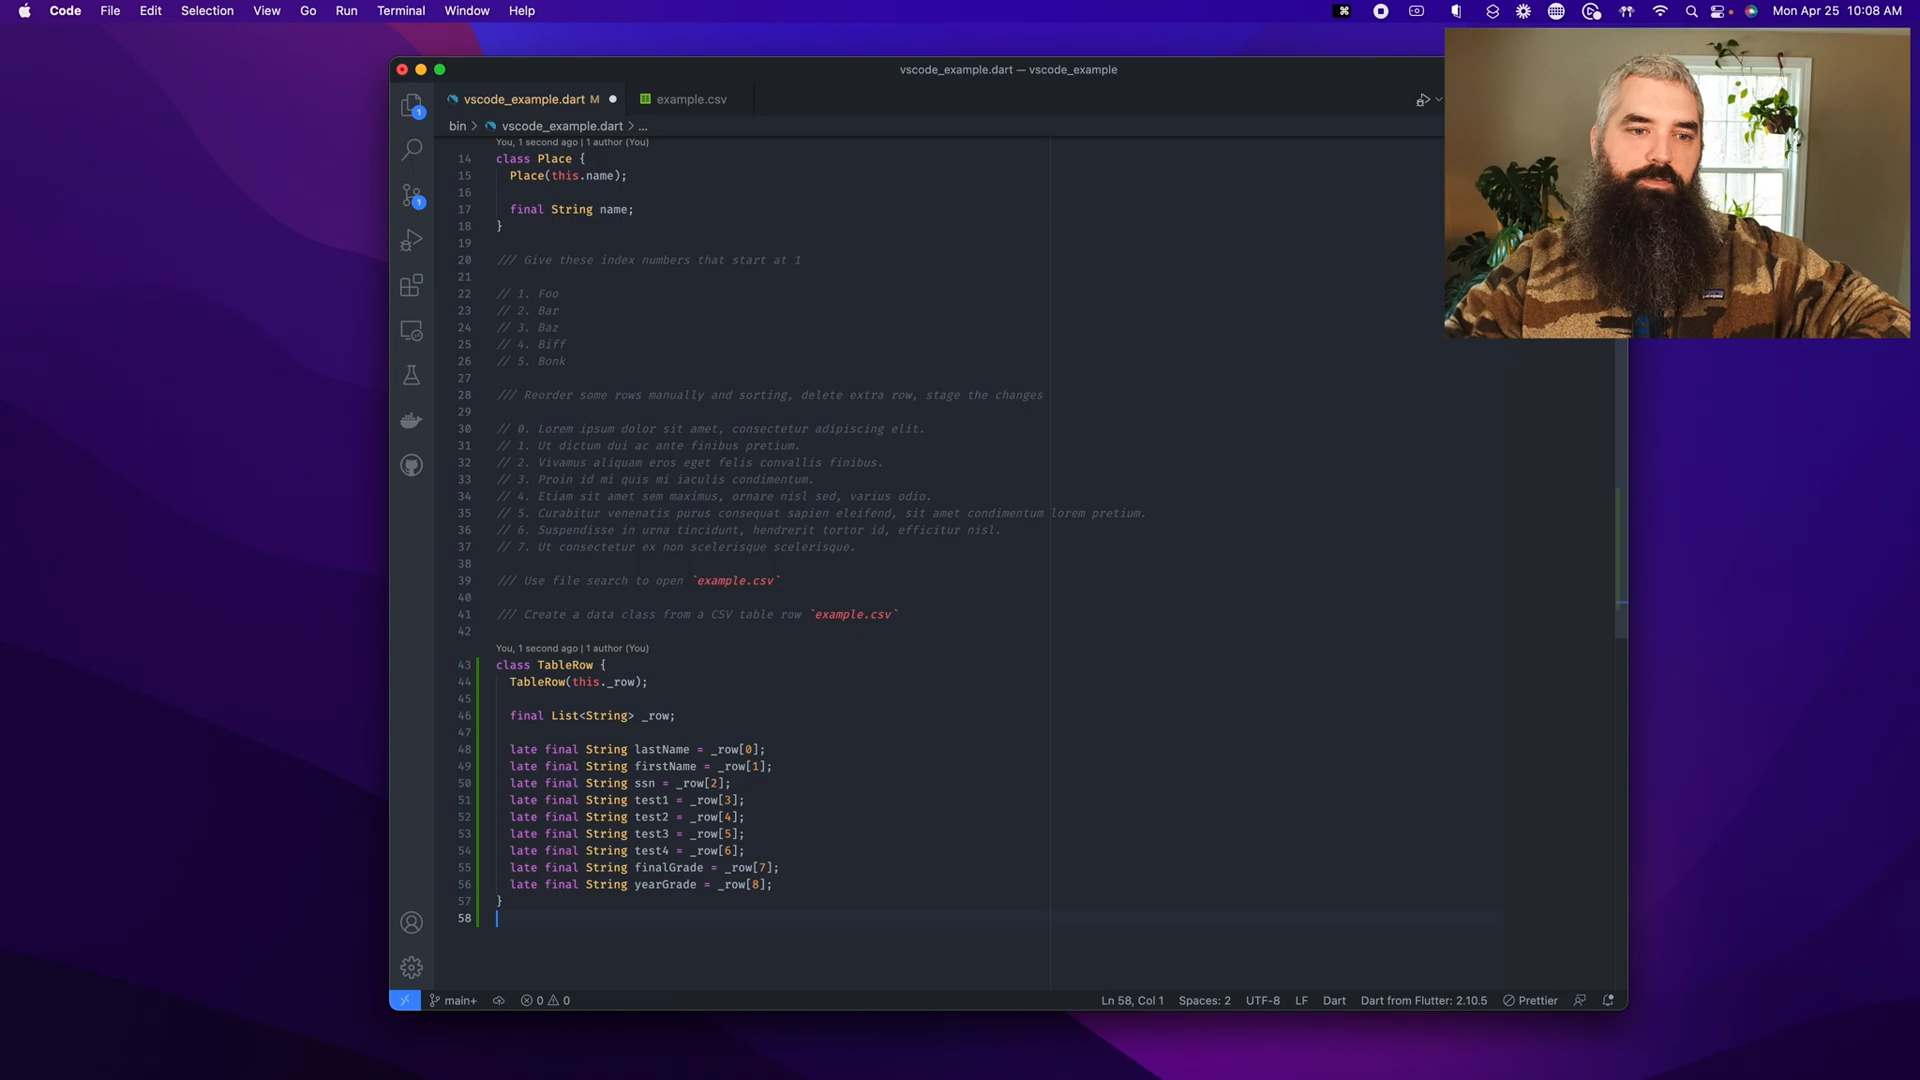 Code File Edit Selection View Go Run Terminal Window Help Mon Apr 25 10:08 AM
vscode_example.dart — vscode_example
vscode_example.dart M example.csv
bin > vscode_example.dart > ...
You, 1 second ago | 1 author (You)
14 class Place {
15 Place(this.name);
16
17 final String name;
18 }
19
20 /// Give these index numbers that start at 1
21
22 // 1. Foo
23 // 2. Bar
24 // 3. Baz
25 // 4. Biff
26 // 5. Bonk
27
28 /// Reorder some rows manually and sorting, delete extra row, stage the changes
29
30 // 0. Lorem ipsum dolor sit amet, consectetur adipiscing elit.
31 // 1. Ut dictum dui ac ante finibus pretium.
32 // 2. Vivamus aliquam eros eget felis convallis finibus.
33 // 3. Proin id mi quis mi iaculis condimentum.
34 // 4. Etiam sit amet sem maximus, ornare nisl sed, varius odio.
35 // 5. Curabitur venenatis purus consequat sapien eleifend, sit amet condimentum lorem pretium.
36 // 6. Suspendisse in urna tincidunt, hendrerit tortor id, efficitur nisl.
37 // 7. Ut consectetur ex non scelerisque scelerisque.
38
39 /// Use file search to open `example.csv`
40
41 /// Create a data class from a CSV table row `example.csv`
42
You, 1 second ago | 1 author (You)
43 class TableRow {
44 TableRow(this._row);
45
46 final List<String> _row;
47
48 late final String lastName = _row[0];
49 late final String firstName = _row[1];
50 late final String ssn = _row[2];
51 late final String test1 = _row[3];
52 late final String test2 = _row[4];
53 late final String test3 = _row[5];
54 late final String test4 = _row[6];
55 late final String finalGrade = _row[7];
56 late final String yearGrade = _row[8];
57 }
58
1
1
main+ 0 0 Ln 58, Col 1 Spaces: 2 UTF-8 LF Dart Dart from Flutter: 2.10.5 Prettier